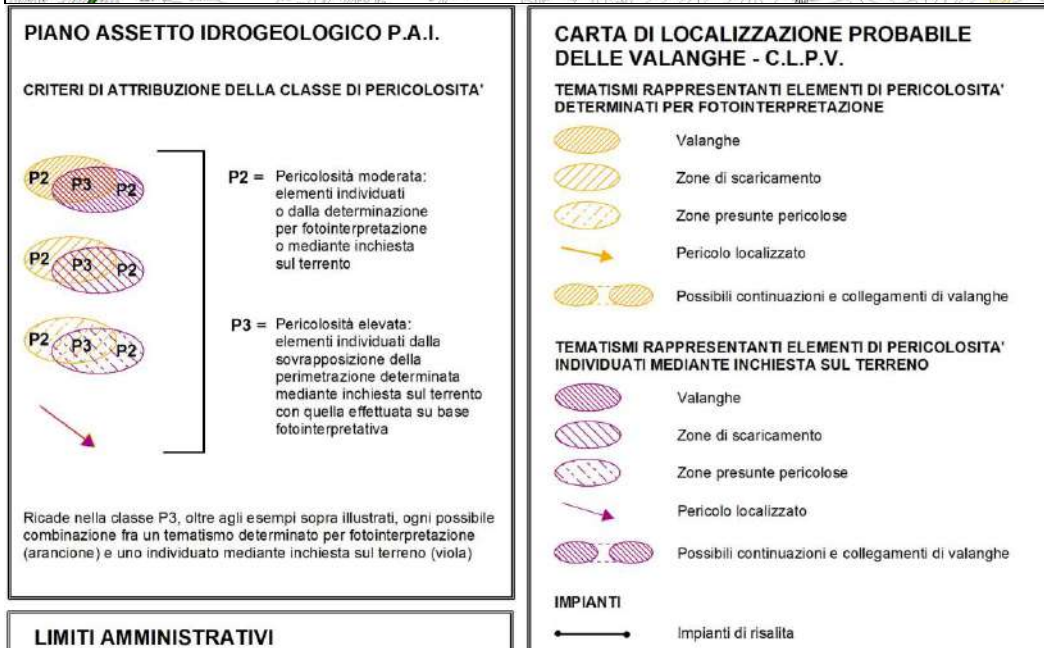 PIANO ASSETTO IDROGEOLOGICO P.A.I.
CRITERI DI ATTRIBUZIONE DELLA CLASSE DI PERICOLOSITA'
P2 P3 P2
P2 P3 P2
P2 P3 P2
P2 = Pericolosità moderata:
elementi individuati
o dalla determinazione
per fotointerpretazione
o mediante inchiesta
sul terrento
P3 = Pericolosità elevata:
elementi individuati dalla
sovrapposizione della
perimetrazione determinata
mediante inchiesta sul terrento
con quella effettuata su base
fotointerpretativa
Ricade nella classe P3, oltre agli esempi sopra illustrati, ogni possibile
combinazione fra un tematismo determinato per fotointerpretazione
(arancione) e uno individuato mediante inchiesta sul terreno (viola)
LIMITI AMMINISTRATIVI
CARTA DI LOCALIZZAZIONE PROBABILE
DELLE VALANGHE - C.L.P.V.
TEMATISMI RAPPRESENTANTI ELEMENTI DI PERICOLOSITA'
DETERMINATI PER FOTOINTERPRETAZIONE
Valanghe
Zone di scaricamento
Zone presunte pericolose
Pericolo localizzato
Possibili continuazioni e collegamenti di valanghe
TEMATISMI RAPPRESENTANTI ELEMENTI DI PERICOLOSITA'
INDIVIDUATI MEDIANTE INCHIESTA SUL TERRENO
Valanghe
Zone di scaricamento
Zone presunte pericolose
Pericolo localizzato
Possibili continuazioni e collegamenti di valanghe
IMPIANTI
Impianti di risalita